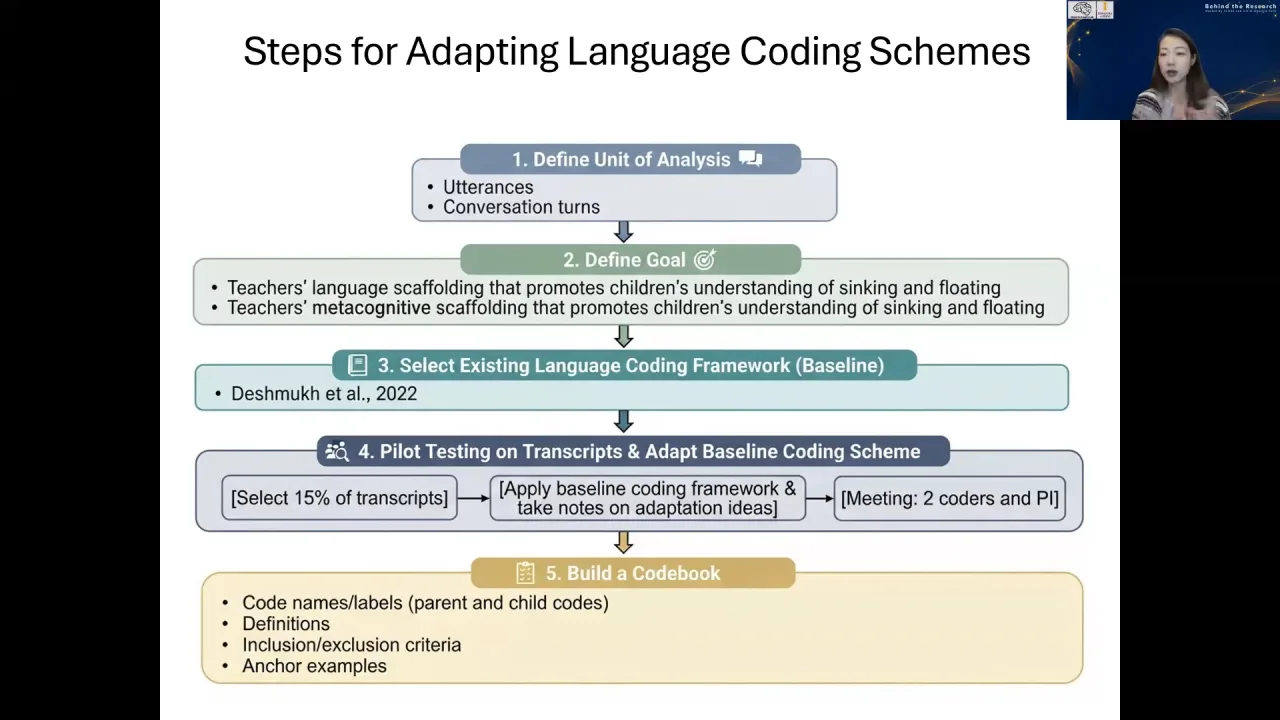 Behind the Research
Steps for Adapting Language Coding Schemes
1. Define Unit of Analysis
• Utterances
• Conversation turns
2. Define Goal
• Teachers' language scaffolding that promotes children's understanding of sinking and floating
• Teachers' metacognitive scaffolding that promotes children's understanding of sinking and floating
3. Select Existing Language Coding Framework (Baseline)
• Deshmukh et al., 2022
4. Pilot Testing on Transcripts & Adapt Baseline Coding Scheme
[Select 15% of transcripts]
[Apply baseline coding framework &
take notes on adaptation ideas]
[Meeting: 2 coders and PI]
5. Build a Codebook
• Code names/labels (parent and child codes)
• Definitions
• Inclusion/exclusion criteria
• Anchor examples